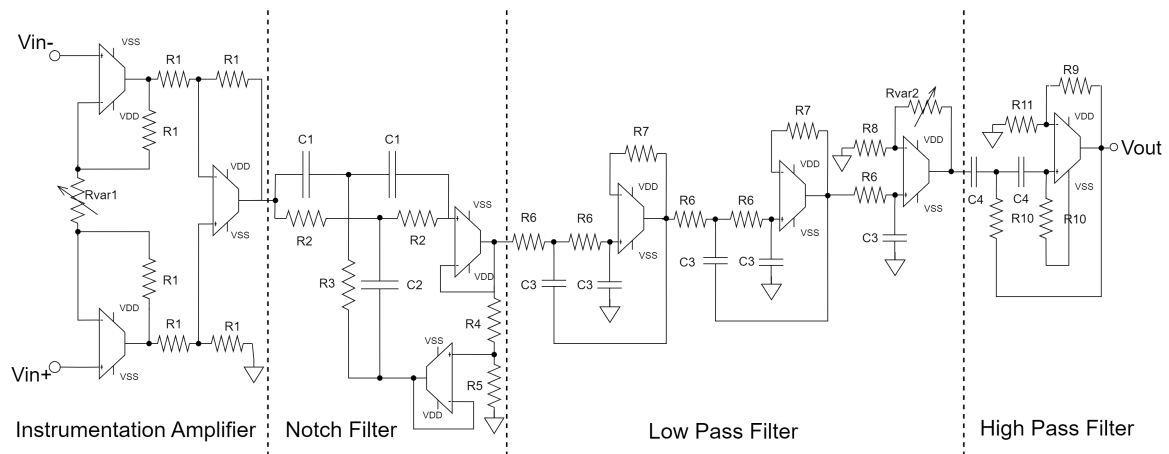 Vin-
VSS
VDD
R1
R1
R1
Rvar1
VDD
VSS
R1
VDD
VSS
R1
R1
Vin+
Instrumentation Amplifier
C1
C1
R2
R2
VSS
VDD
R3
C2
R4
VSS
VDD
R5
Notch Filter
R7
VDD
VSS
R6
R6
C3
C3
R7
VDD
VSS
R6
R6
C3
C3
Rvar2
R8
VDD
VSS
R6
C3
Low Pass Filter
R9
R11
VDD
VSS
Vout
C4
C4
R10
R10
High Pass Filter